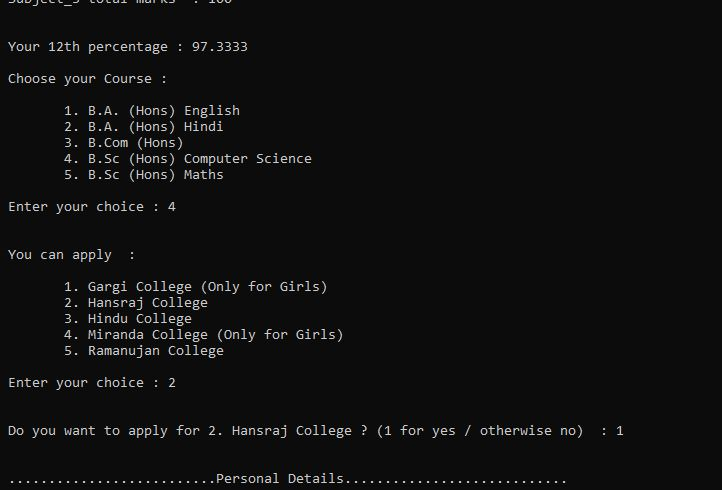 Subject_3 total marks : 100
Your 12th percentage : 97.3333
Choose your Course :
1. B.A. (Hons) English
2. B.A. (Hons) Hindi
3. B.Com (Hons)
4. B.Sc (Hons) Computer Science
5. B.Sc (Hons) Maths
Enter your choice : 4
You can apply  :
1. Gargi College (Only for Girls)
2. Hansraj College
3. Hindu College
4. Miranda College (Only for Girls)
5. Ramanujan College
Enter your choice : 2
Do you want to apply for 2. Hansraj College ? (1 for yes / otherwise no)  : 1
..........................Personal Details............................